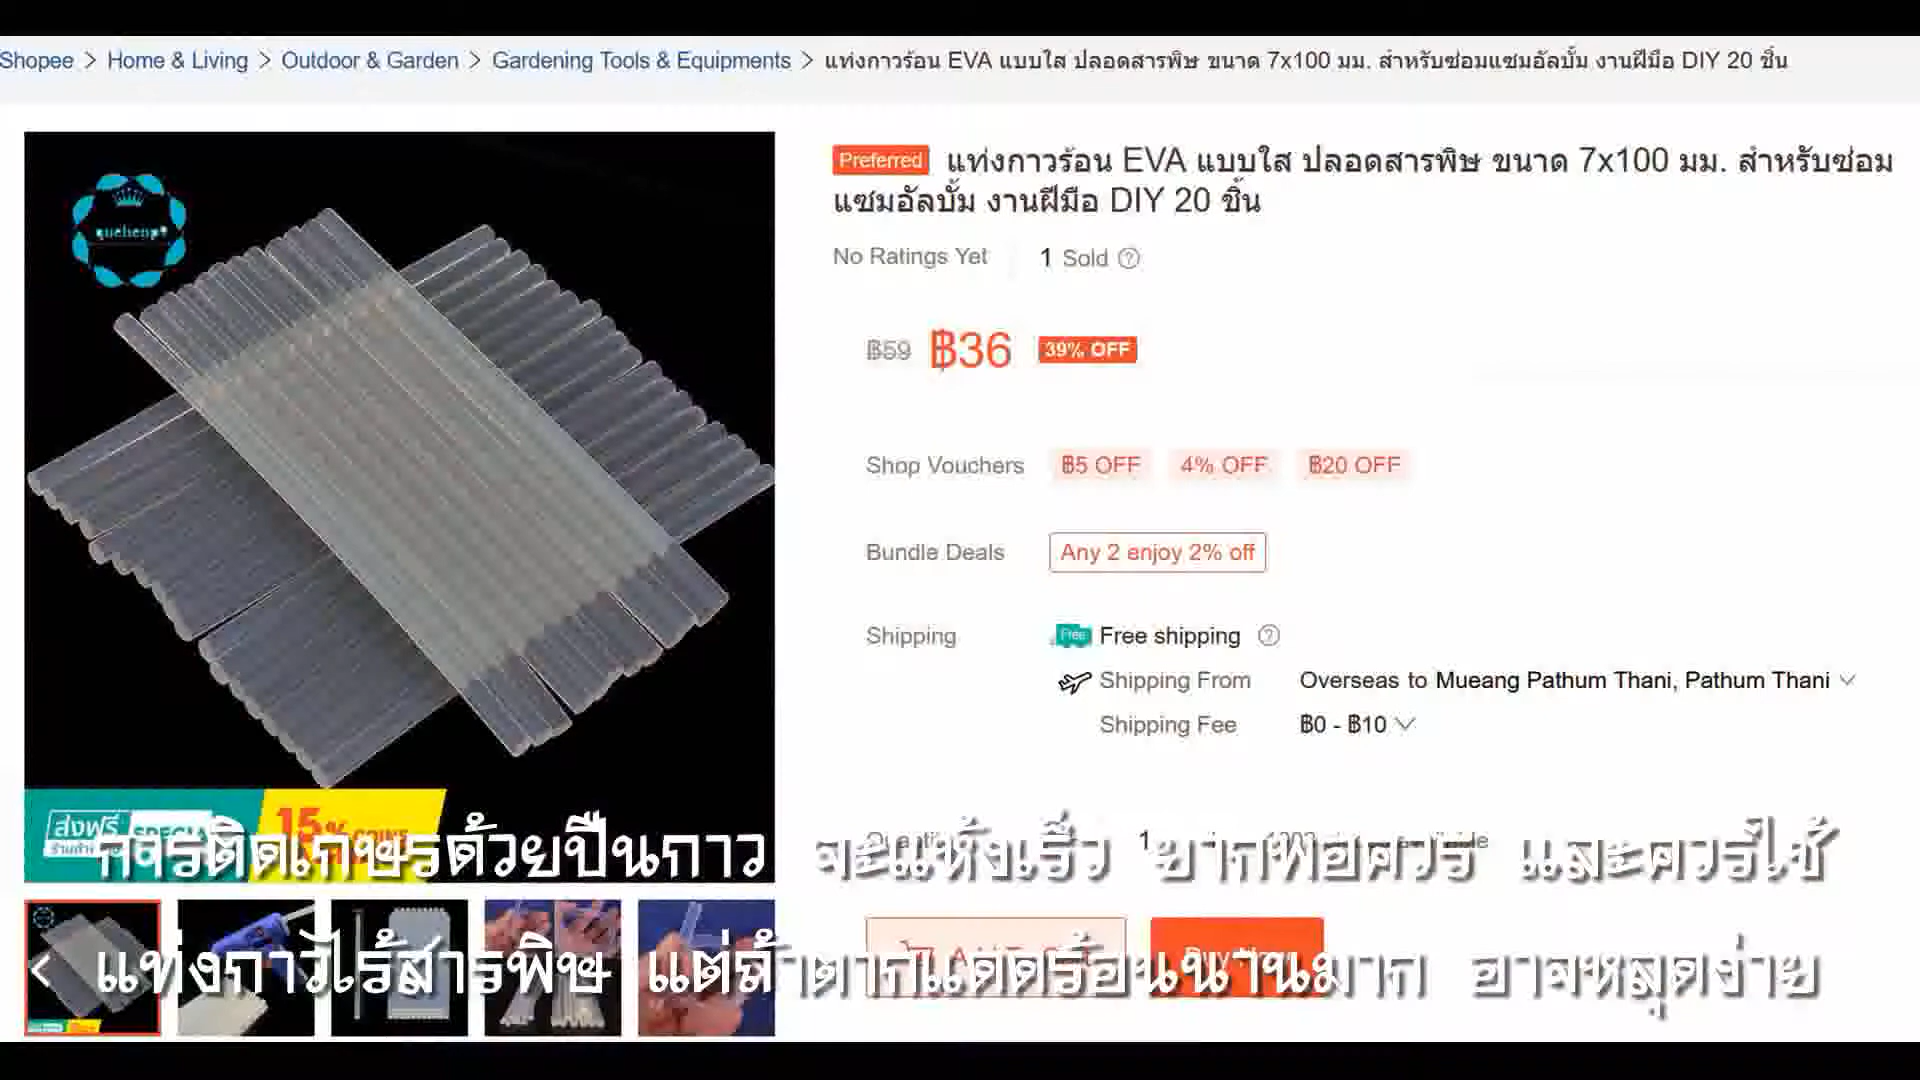 Shopee > Home & Living > Outdoor & Garden > Gardening Tools & Equipments > แท่งกาวร้อน EVA แบบใส ปลอดสารพิษ ขนาด 7x100 มม. สำหรับซ่อมแซมอัลบั้ม งานฝีมือ DIY 20 ชิ้น
Preferred แท่งกาวร้อน EVA แบบใส ปลอดสารพิษ ขนาด 7x100 มม. สำหรับซ่อม
แซมอัลบั้ม งานฝีมือ DIY 20 ชิ้น
No Ratings Yet 1 Sold
฿59 ฿36 39% OFF
Shop Vouchers ฿5 OFF 4% OFF ฿20 OFF
Bundle Deals Any 2 enjoy 2% off
Shipping Free Free shipping
Shipping From Overseas to Mueang Pathum Thani, Pathum Thani
Shipping Fee ฿0 - ฿10
ส่งฟรี 15%
การติดเกษรด้วยปืนกาว จะแห้งเร็ว ยากพอควร และควรใช้
แท่งกาวไร้สารพิษ แต่ถ้าตากแดดร้อนนานมาก อาจหลุดง่าย
Buy Now